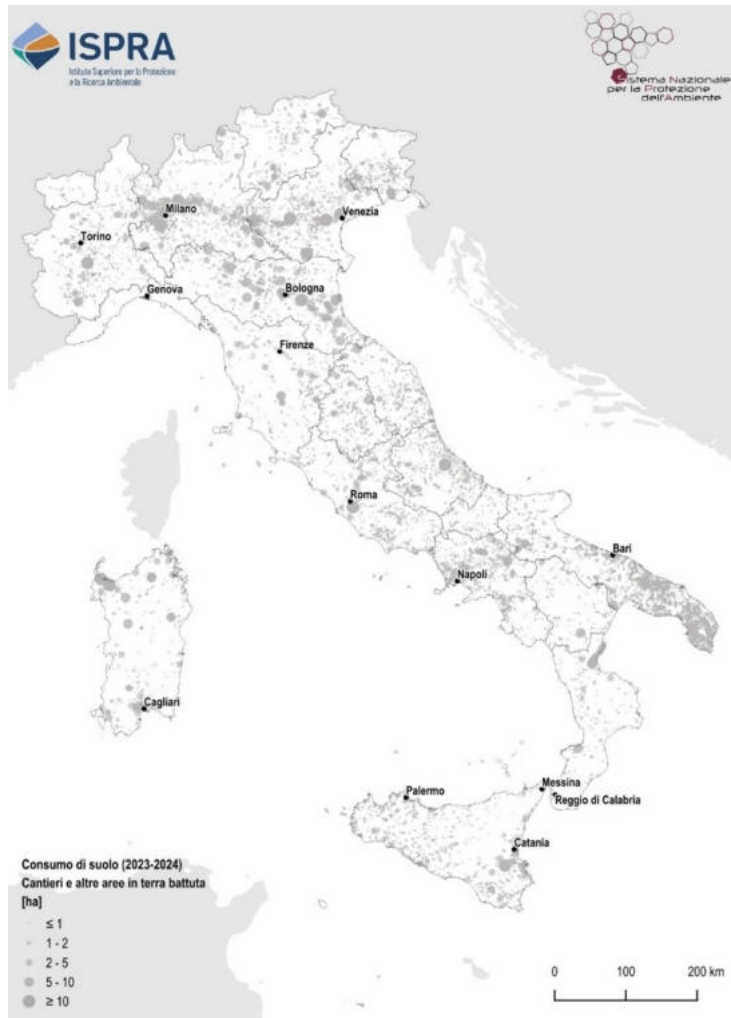 ISPRA
Istituto Superiore per la Protezione
e la Ricerca Ambientale
Sistema Nazionale
per la Protezione
dell'Ambiente
Milano
Venezia
Torino
Genova
Bologna
Firenze
Roma
Bari
Napoli
Cagliari
Messina
Palermo
Reggio di Calabria
Catania
Consumo di suolo (2023-2024)
Cantieri e altre aree in terra battuta
[ha]
≤ 1
1 - 2
2 - 5
5 - 10
≥ 10
0 100 200 km